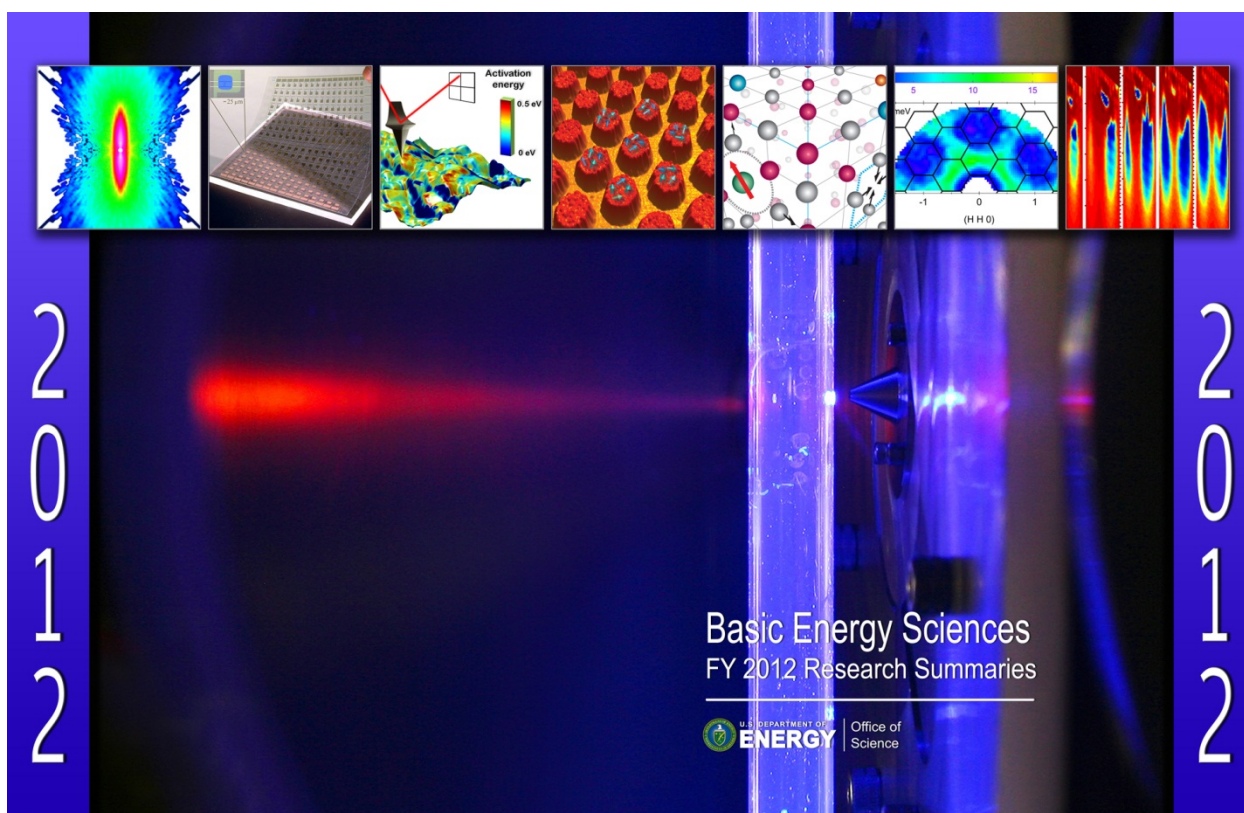 ~25 μm
Activation
energy
0.5 eV
0 eV
5 10 15
meV
-1 0 1
(H H 0)
2
0
1
2
2
0
1
2
Basic Energy Sciences
FY 2012 Research Summaries
U.S. DEPARTMENT OF
ENERGY
Office of
Science